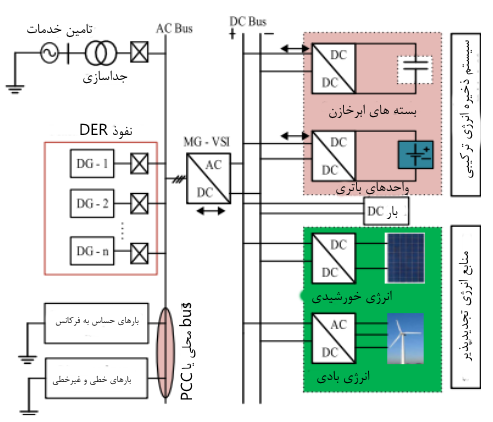 تامین خدمات
جداسازی
AC Bus
DC Bus
+
−
نفوذ DER
DG - 1
DG - 2
DG - n
MG - VSI
AC
DC
DC
DC
بسته های ابرخازن
DC
DC
واحدهای باتری
بار DC
سیستم ذخیره انرژی ترکیبی
DC
DC
انرژی خورشیدی
AC
DC
انرژی بادی
منابع انرژی تجدیدپذیر
بارهای حساس به فرکانس
بارهای خطی و غیرخطی
bus محلی یا PCC